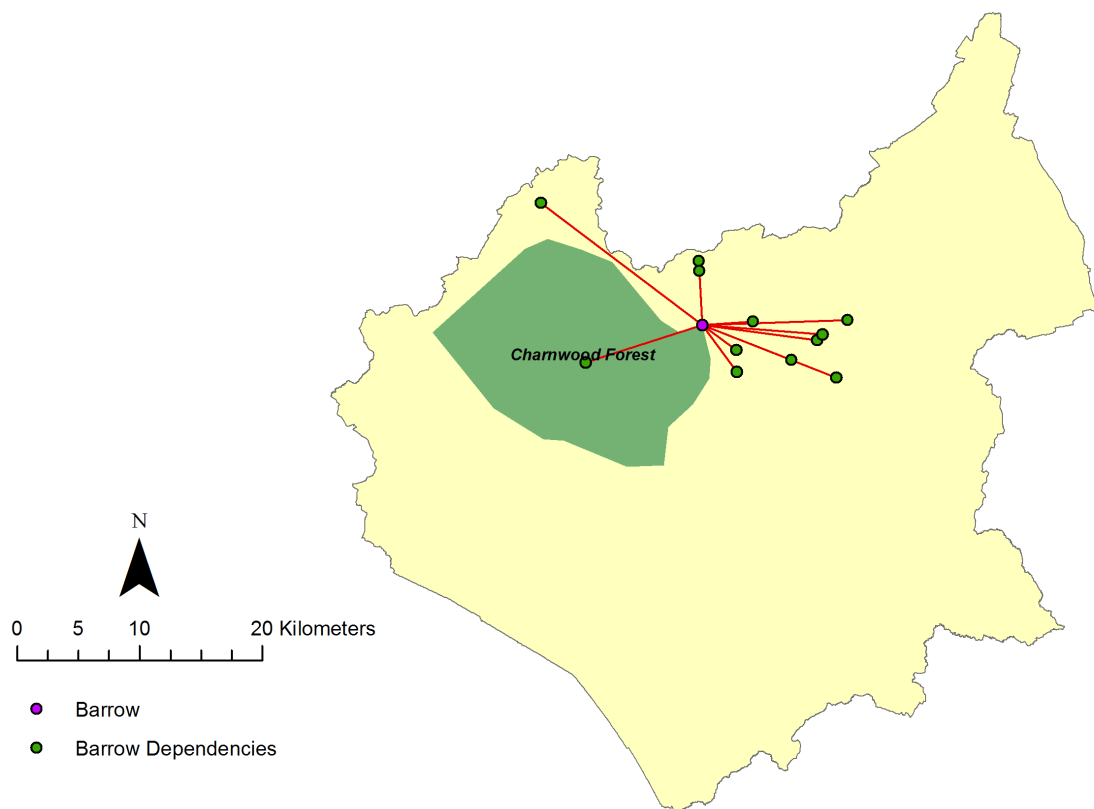 Charnwood Forest
N
0 5 10 20 Kilometers
Barrow
Barrow Dependencies